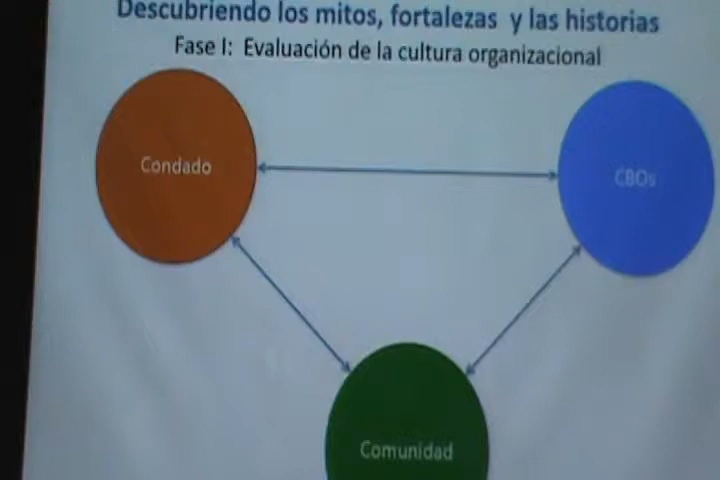 Descubriendo los mitos, fortalezas y las historias
Fase I: Evaluación de la cultura organizacional
Condado
CBOs
Comunidad